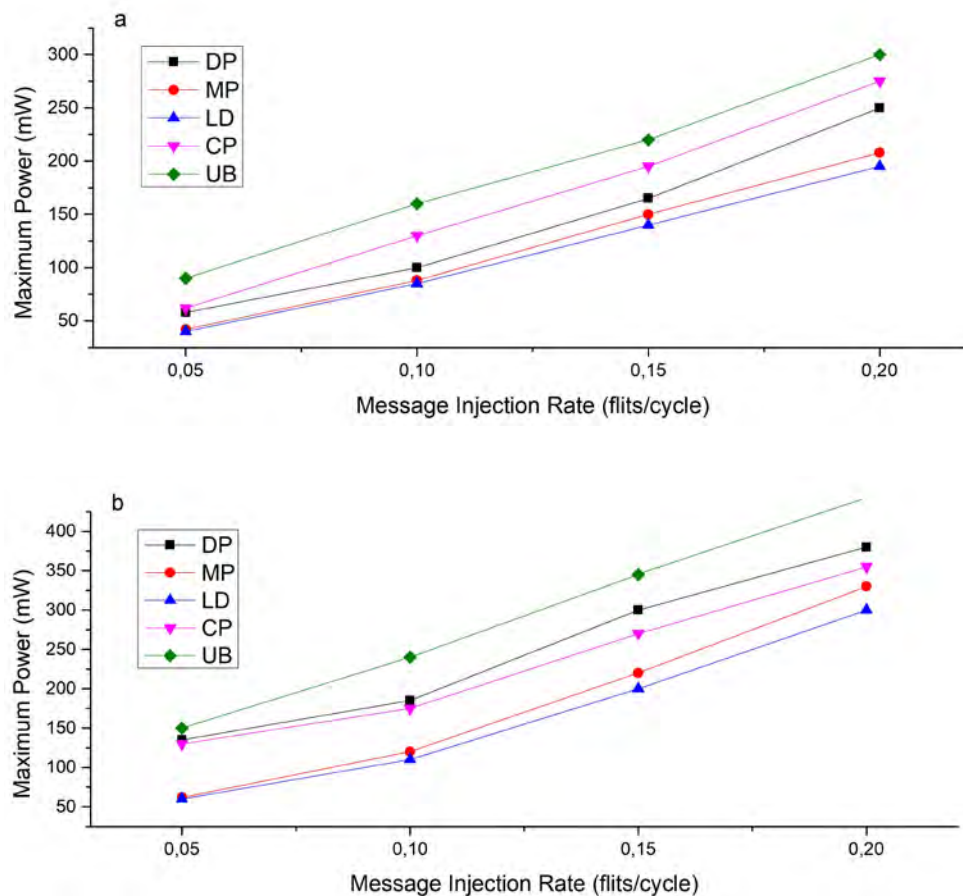 a
300
250
200
150
100
50
Maximum Power (mW)
DP
MP
LD
CP
UB
0,05 0,10 0,15 0,20
Message Injection Rate (flits/cycle)
b
400
350
300
250
200
150
100
50
Maximum Power (mW)
DP
MP
LD
CP
UB
0,05 0,10 0,15 0,20
Message Injection Rate (flits/cycle)